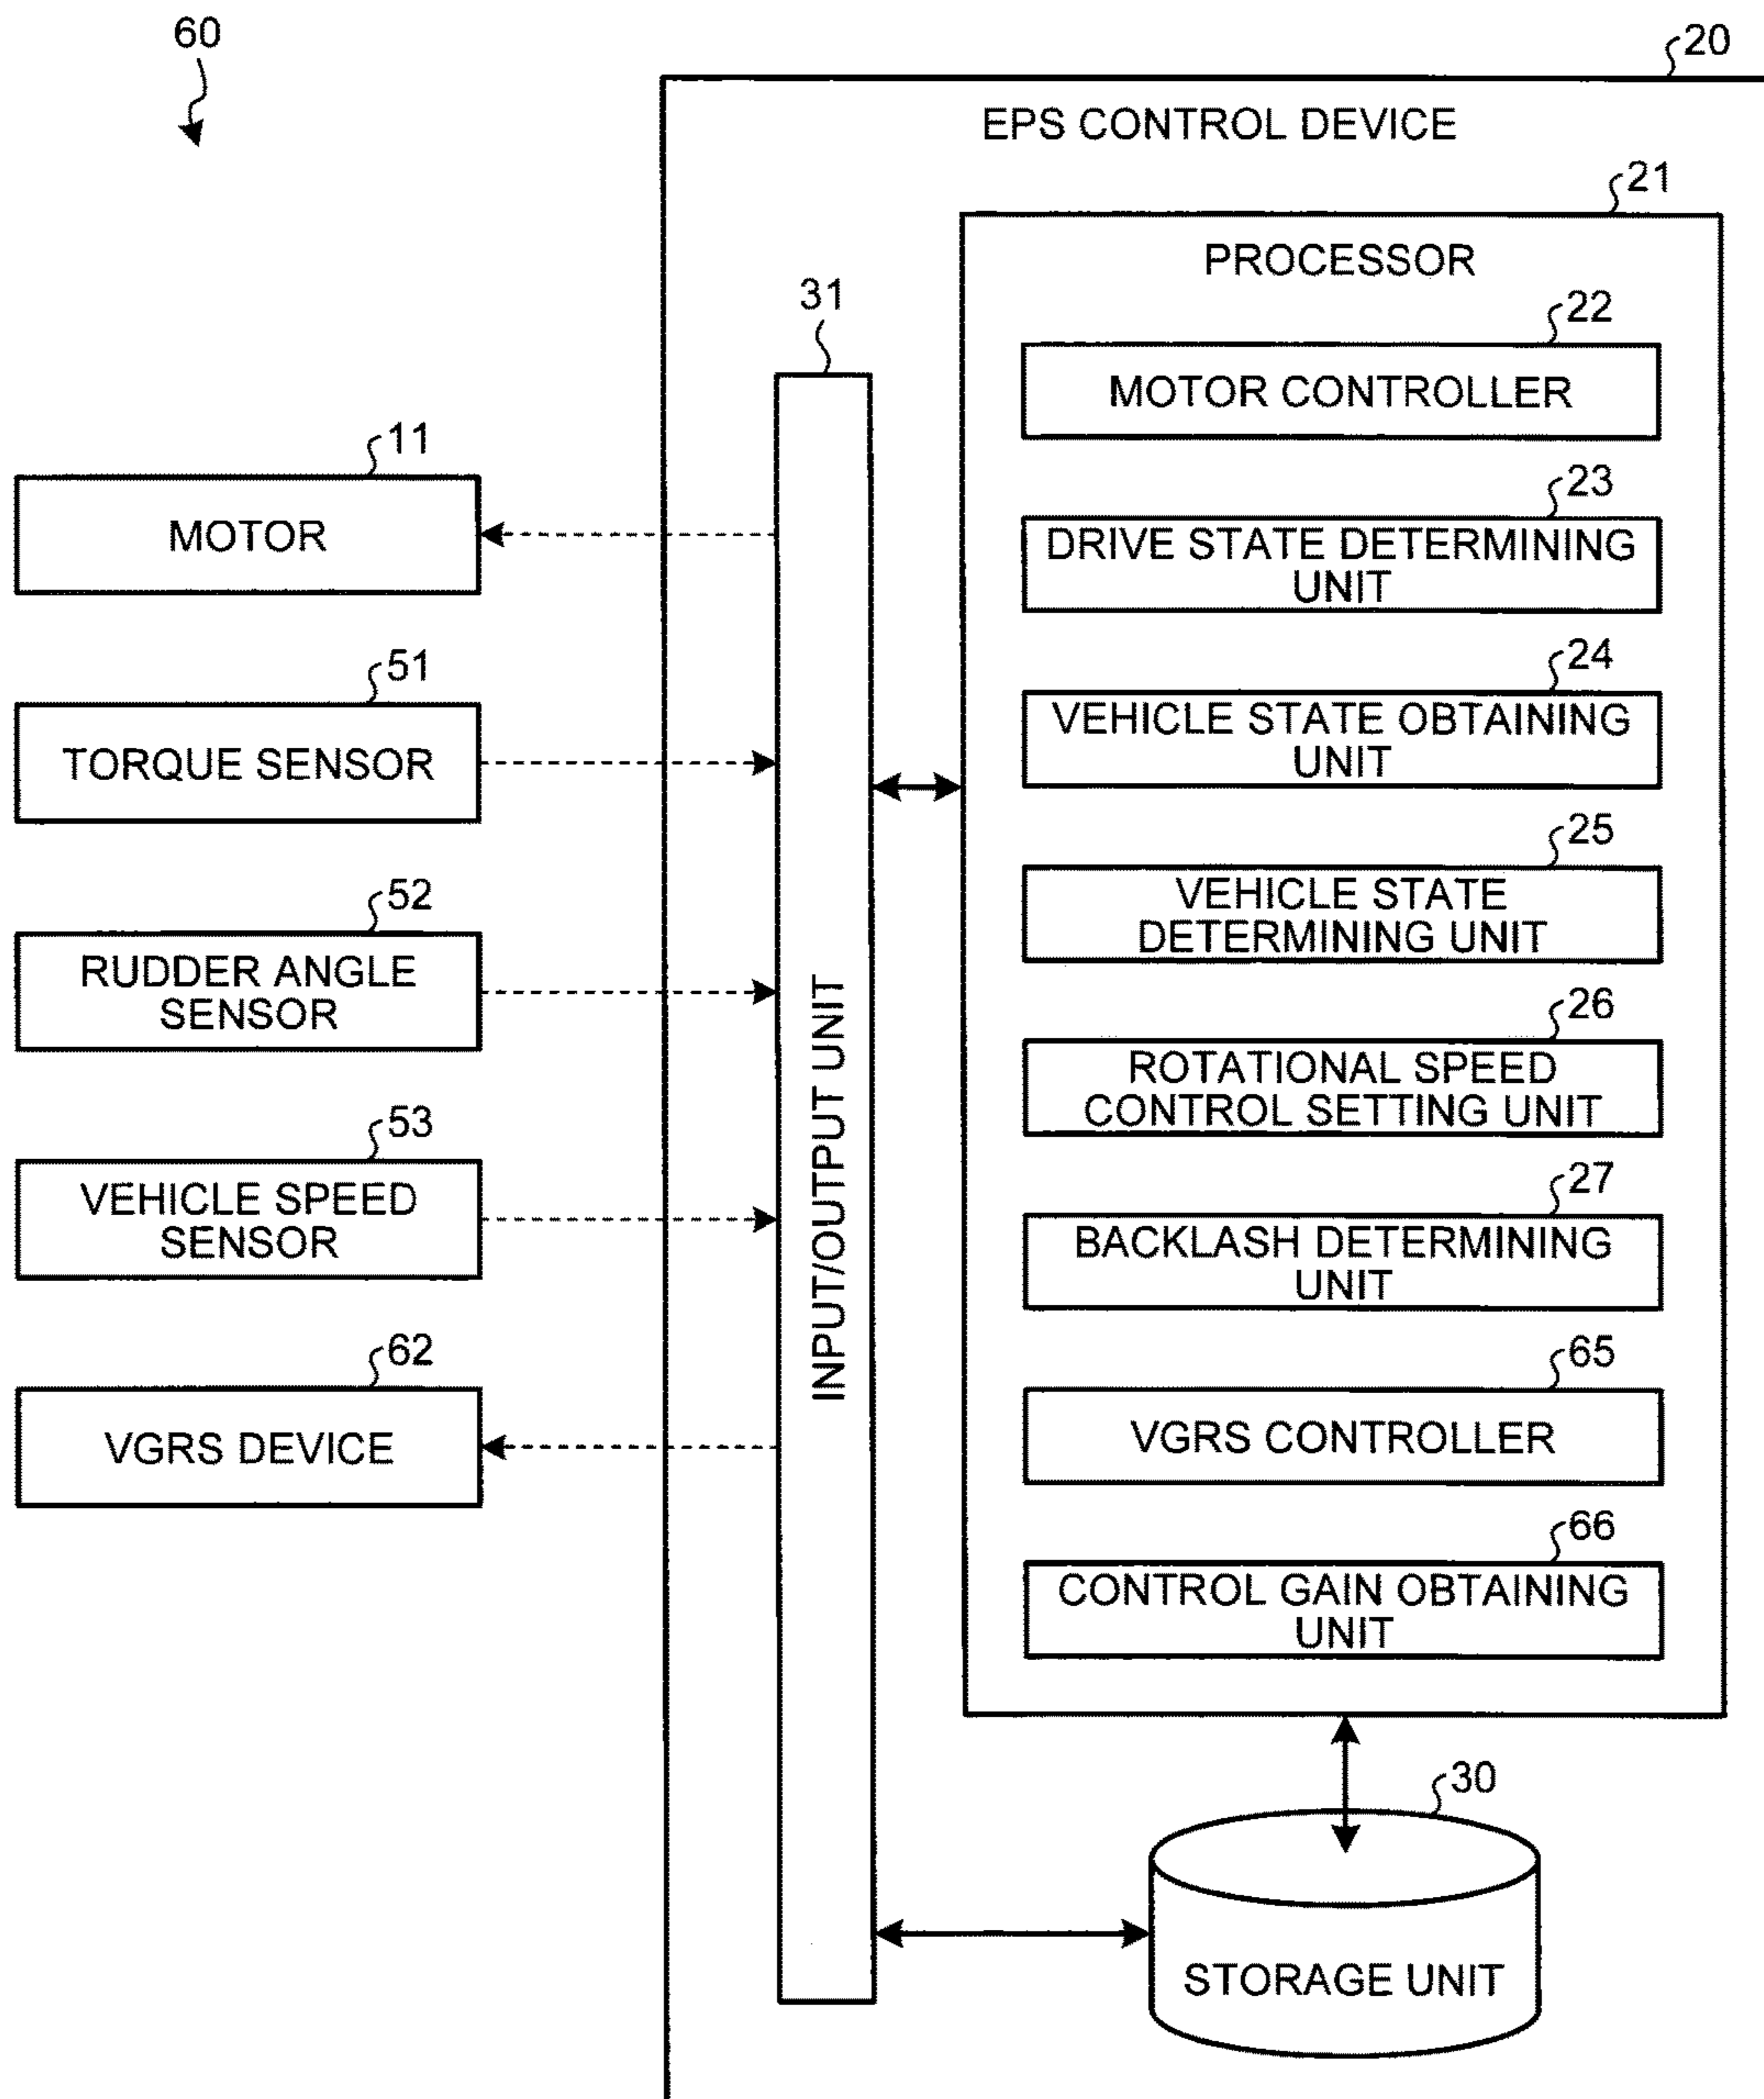 60
20
EPS CONTROL DEVICE
21
PROCESSOR
31
22
MOTOR CONTROLLER
11
MOTOR
23
DRIVE STATE DETERMINING
UNIT
51
TORQUE SENSOR
24
VEHICLE STATE OBTAINING
UNIT
25
VEHICLE STATE
DETERMINING UNIT
52
RUDDER ANGLE
SENSOR
INPUT/OUTPUT UNIT
26
ROTATIONAL SPEED
CONTROL SETTING UNIT
53
VEHICLE SPEED
SENSOR
27
BACKLASH DETERMINING
UNIT
62
VGRS DEVICE
65
VGRS CONTROLLER
66
CONTROL GAIN OBTAINING
UNIT
30
STORAGE UNIT